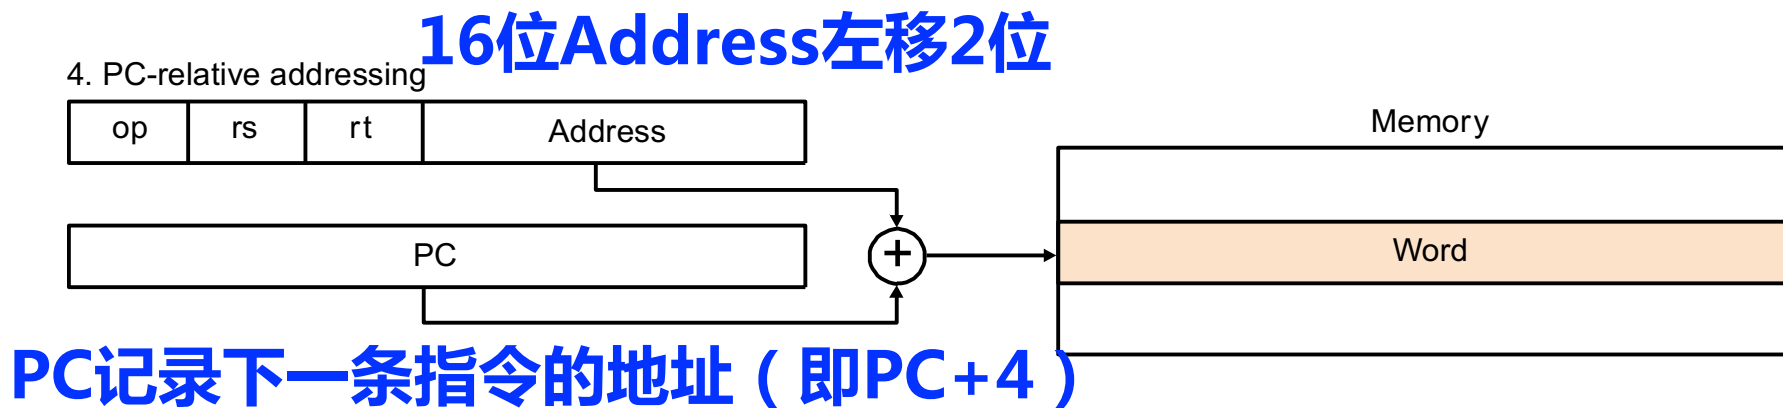 16位Address左移2位
4. PC-relative addressing
op rs rt Address
Memory
PC
+
Word
PC记录下一条指令的地址（即PC+4）